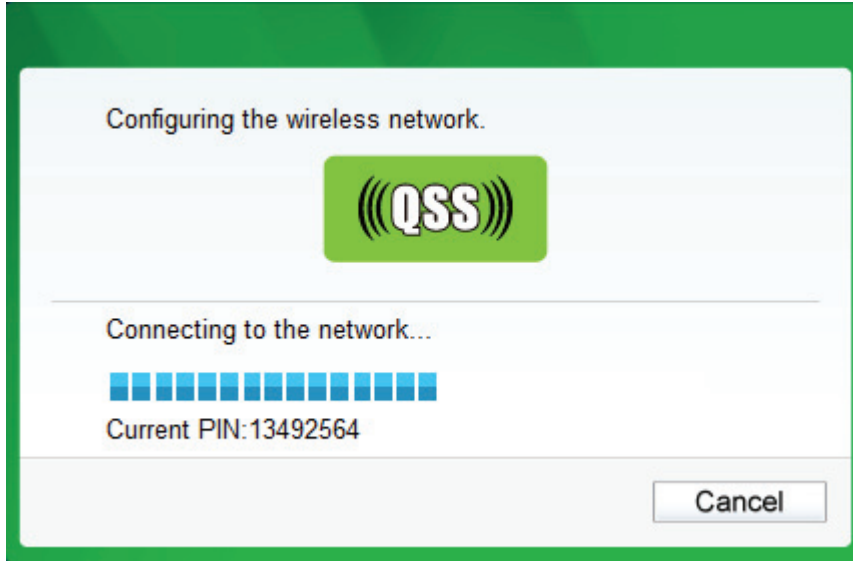 Configuring the wireless network.
QSS
Connecting to the network...
Current PIN:13492564
Cancel